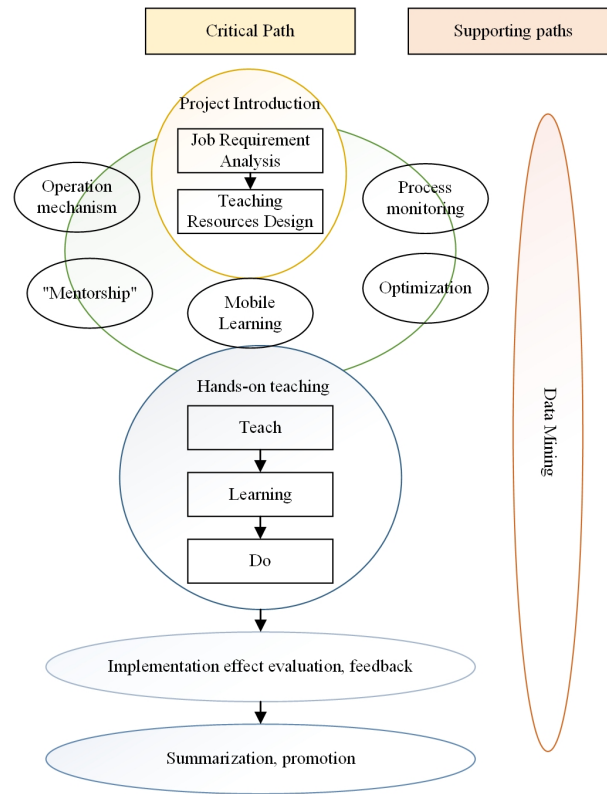 Critical Path
Supporting paths
Project Introduction
Job Requirement
Analysis
Teaching
Resources Design
Operation
mechanism
Process
monitoring
"Mentorship"
Mobile
Learning
Optimization
Hands-on teaching
Teach
Learning
Do
Data Mining
Implementation effect evaluation, feedback
Summarization, promotion